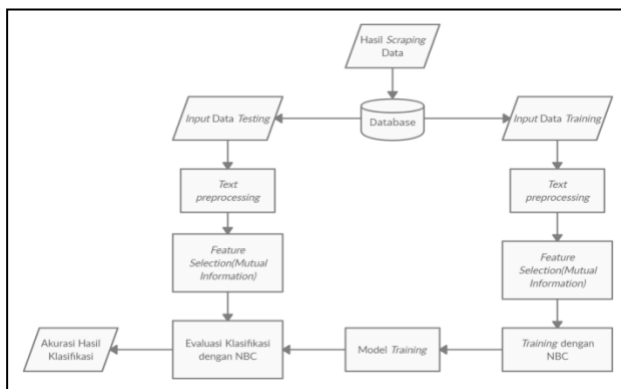 Hasil Scraping
Data
Input Data Testing
Database
Input Data Training
Text
preprocessing
Text
preprocessing
Feature
Selection(Mutual
Information)
Feature
Selection(Mutual
Information)
Akurasi Hasil
Klasifikasi
Evaluasi Klasifikasi
dengan NBC
Model Training
Training dengan
NBC